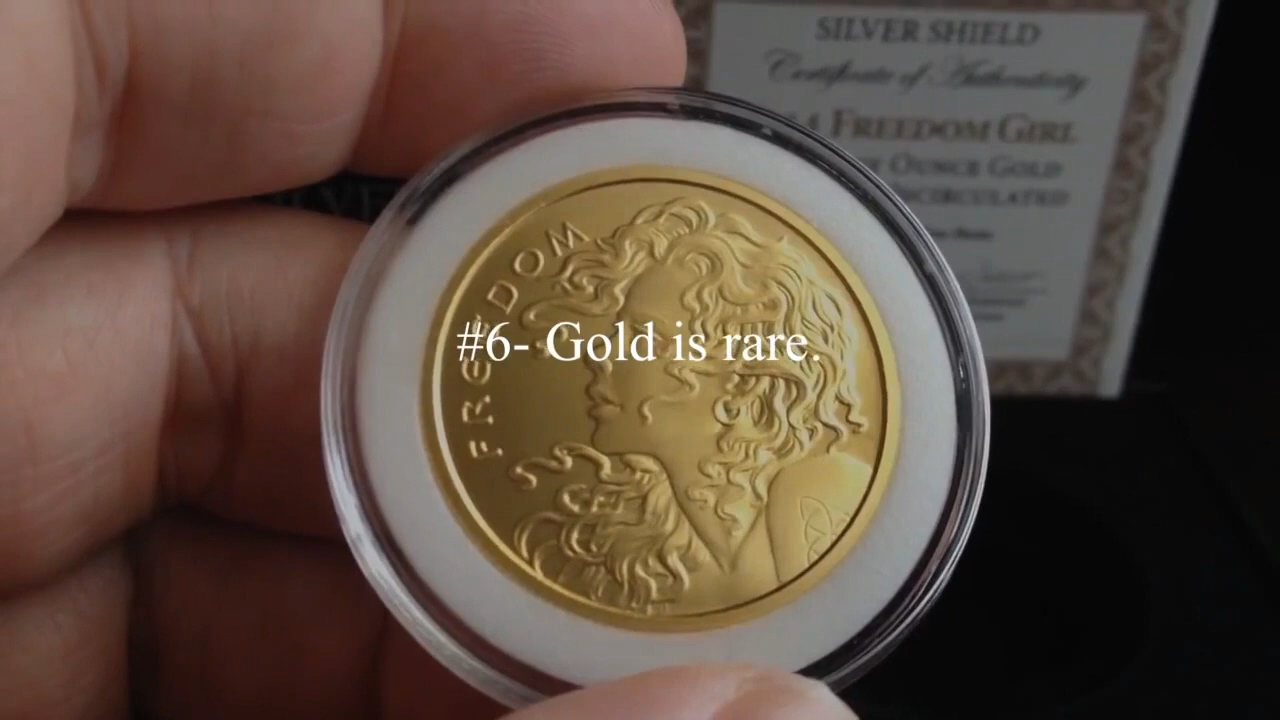 SILVER SHIELD
Certificate of Authenticity
FREEDOM GIRL
OUNCE GOLD
FREEDOM
#6- Gold is rare.